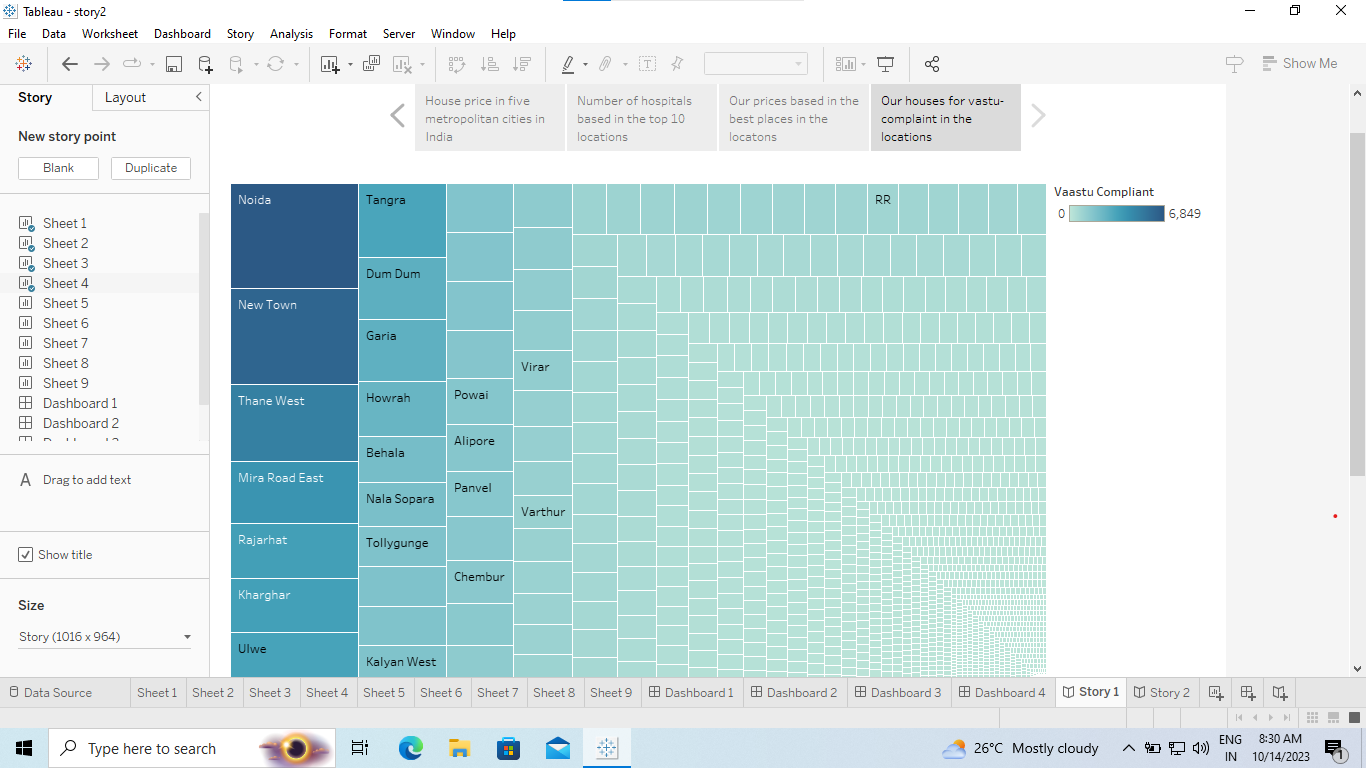 Tableau - story2
File Data Worksheet Dashboard Story Analysis Format Server Window Help
Show Me
Story Layout
New story point
Blank Duplicate
Sheet 1
Sheet 2
Sheet 3
Sheet 4
Sheet 5
Sheet 6
Sheet 7
Sheet 8
Sheet 9
Dashboard 1
Dashboard 2
A Drag to add text
Show title
Size
Story (1016 x 964)
House price in five
metropolitan cities in
India
Number of hospitals
based in the top 10
locations
Our prices based in the
best places in the
locatons
Our houses for vastu-
complaint in the
locations
Noida
New Town
Thane West
Mira Road East
Rajarhat
Kharghar
Ulwe
Tangra
Dum Dum
Garia
Howrah
Behala
Nala Sopara
Tollygunge
Kalyan West
Powai
Alipore
Panvel
Chembur
Virar
Varthur
RR
Vaastu Compliant
0 6,849
Data Source Sheet 1 Sheet 2 Sheet 3 Sheet 4 Sheet 5 Sheet 6 Sheet 7 Sheet 8 Sheet 9 Dashboard 1 Dashboard 2 Dashboard 3 Dashboard 4 Story 1 Story 2
Type here to search
26°C Mostly cloudy
ENG
IN
8:30 AM
10/14/2023
1